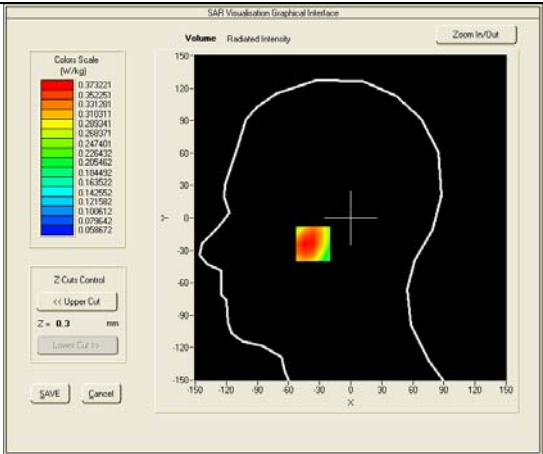 SAR Visualisation Graphical Interface
Volume Radiated Intensity
Zoom In/Out
Colors Scale
(W/kg)
0.373221
0.352251
0.331281
0.310311
0.289341
0.268371
0.247401
0.226432
0.205462
0.184492
0.163522
0.142552
0.121582
0.100612
0.079642
0.058672
Z-Cuts Control
<< Upper Cut
Z = 0.3 mm
Lower Cut >>
SAVE Cancel
150
120
90
60
30
0
-30
-60
-90
-120
-150
Y
-150 -120 -90 -60 -30 0 30 60 90 120 150
X